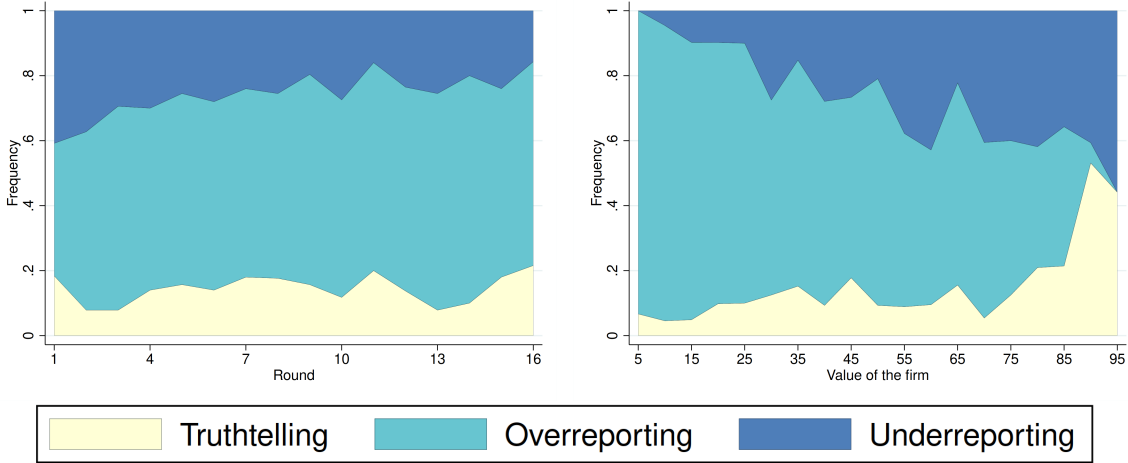 1
.8
.6
.4
.2
0
Frequency
1 4 7 10 13 16
Round
1
.8
.6
.4
.2
0
Frequency
5 15 25 35 45 55 65 75 85 95
Value of the firm
Truthtelling Overreporting Underreporting